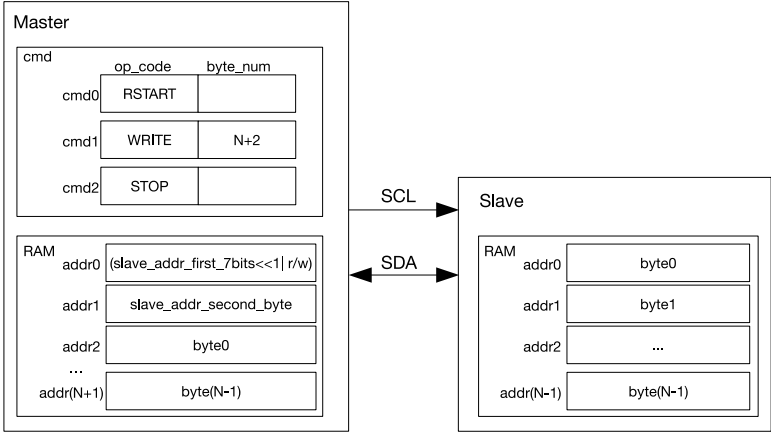 Master
cmd
op_code byte_num
cmd0 RSTART
cmd1 WRITE N+2
cmd2 STOP
RAM
addr0 (slave_addr_first_7bits<<1| r/w)
addr1 slave_addr_second_byte
addr2 byte0
...
addr(N+1) byte(N-1)
SCL
SDA
Slave
RAM
addr0 byte0
addr1 byte1
addr2 ...
addr(N-1) byte(N-1)